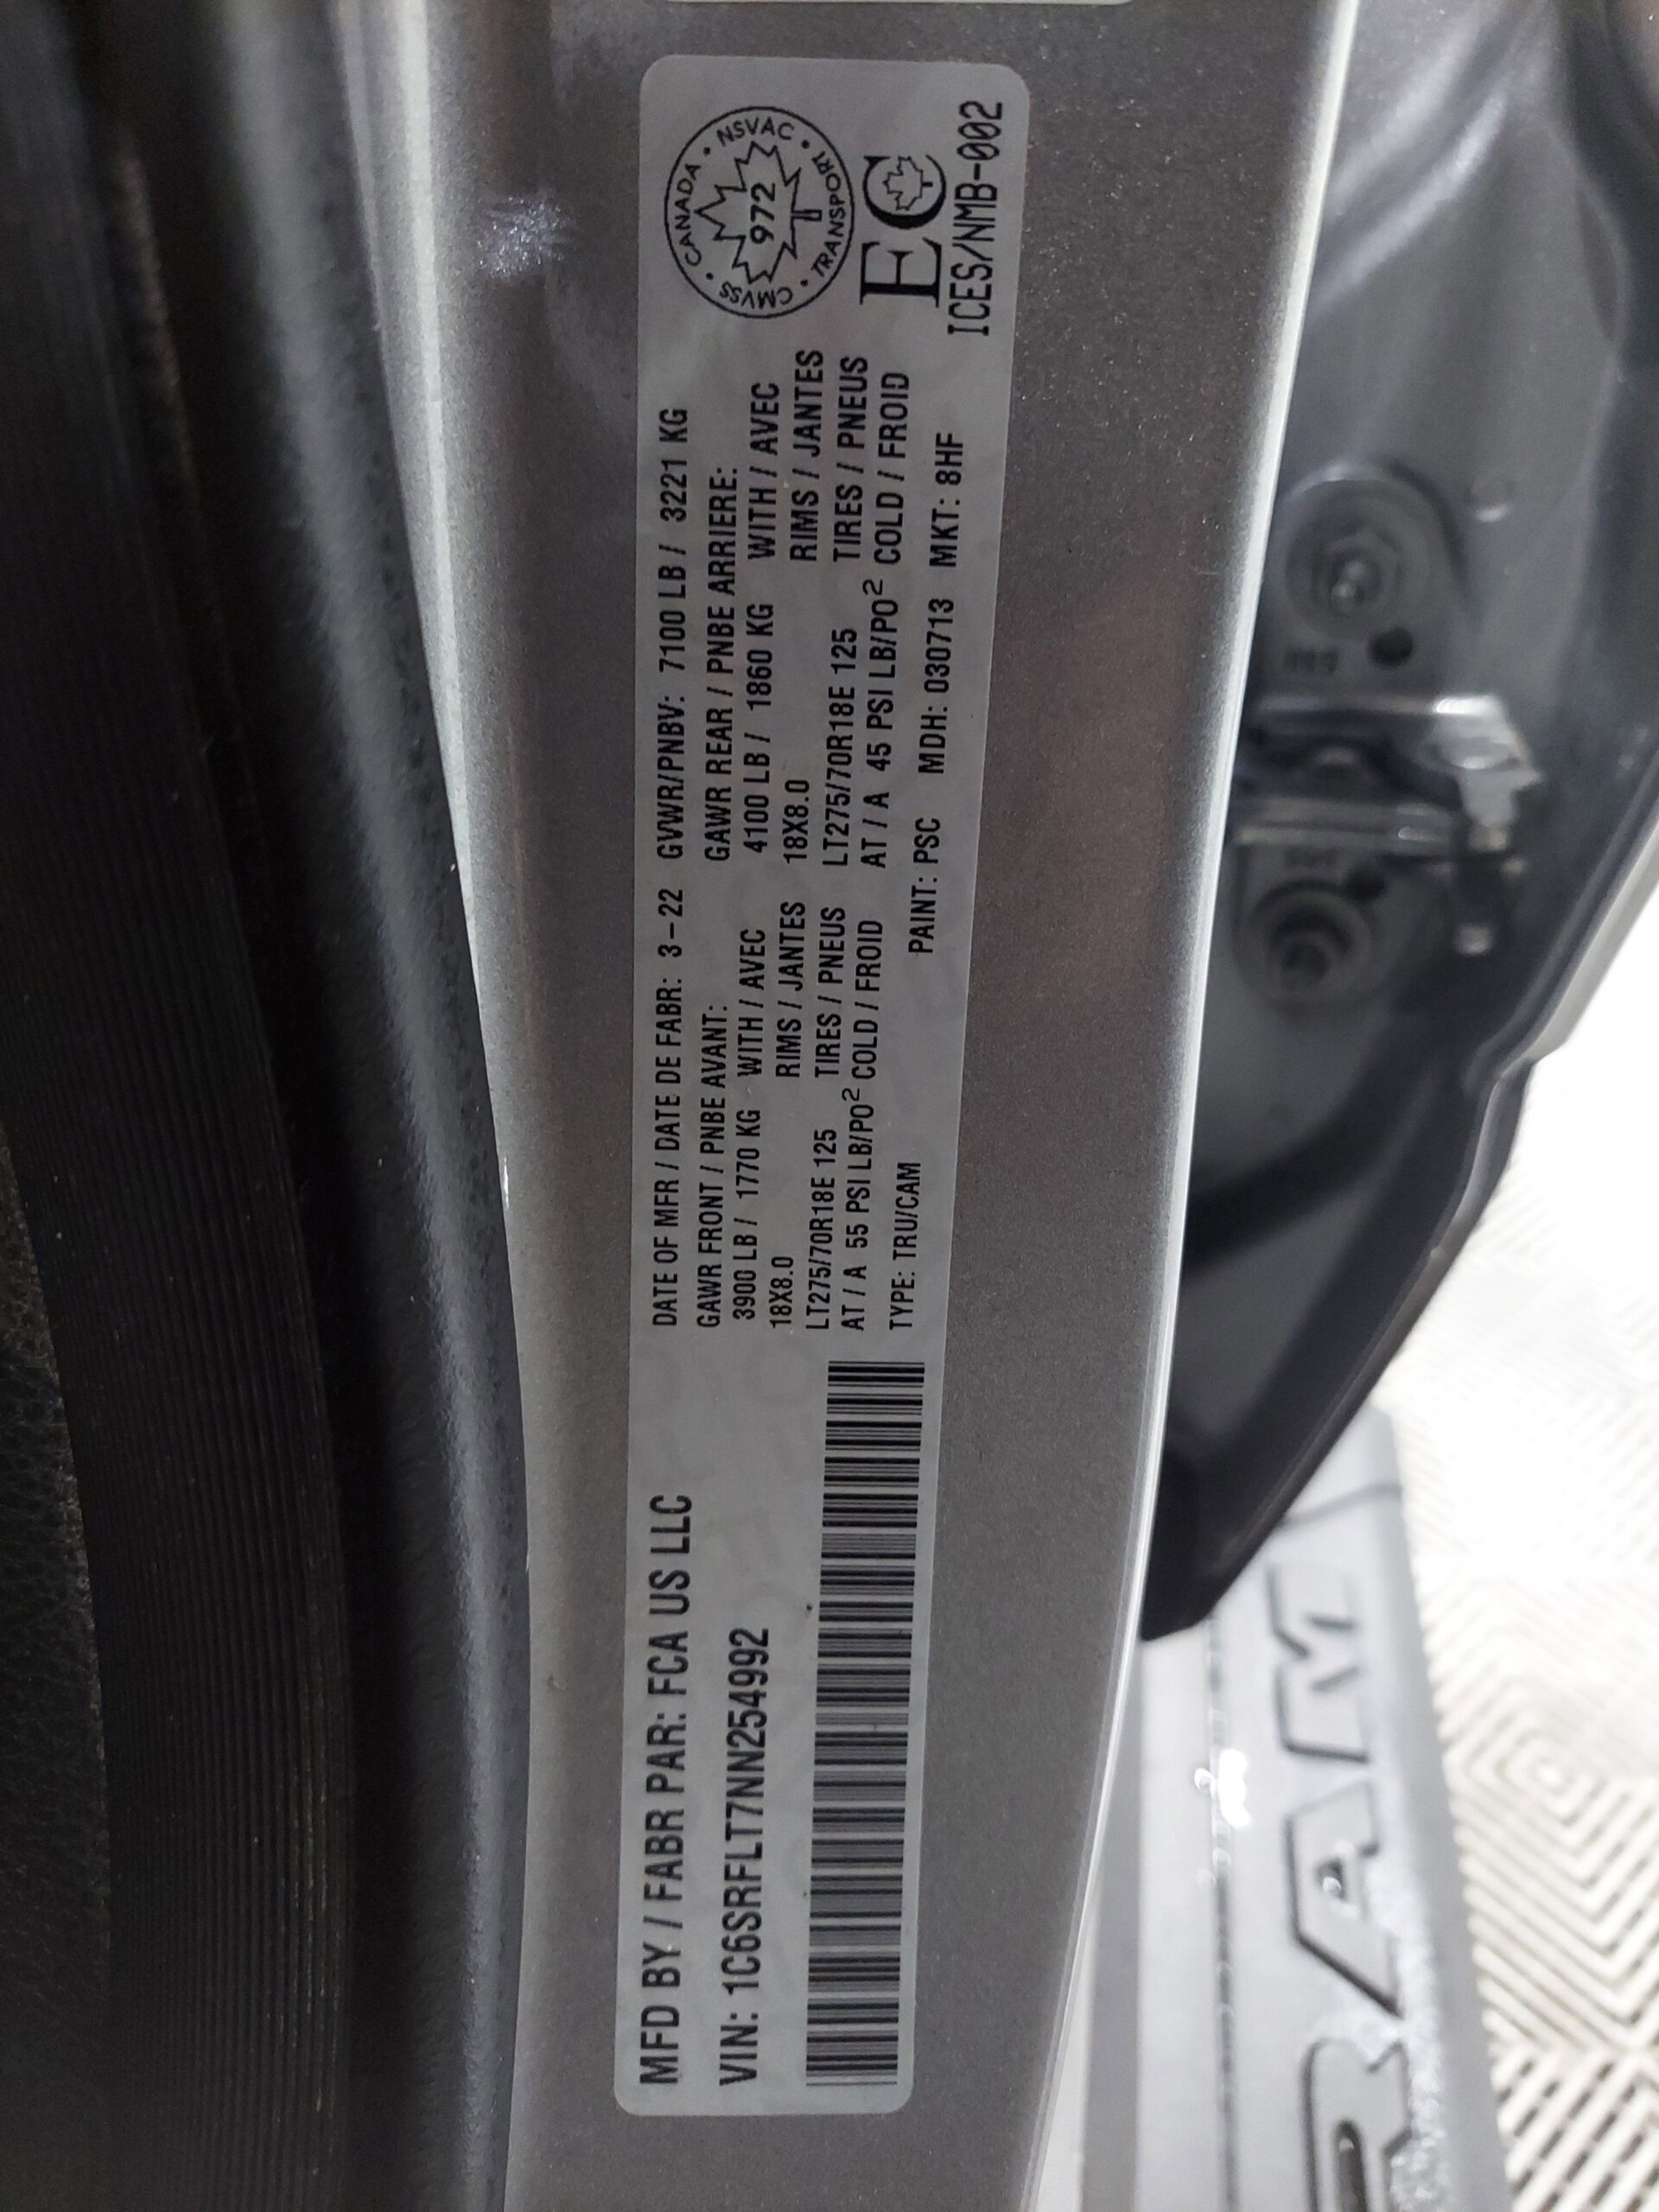 MFD BY / FABR PAR: FCA US LLC
VIN: 1C6SRFLT7NN254992
DATE OF MFR / DATE DE FABR: 3-22 GVWR/PNBV: 7100 LB / 3221 KG
GAWR FRONT / PNBE AVANT: GAWR REAR / PNBE ARRIERE:
3900 LB / 1770 KG WITH / AVEC 4100 LB / 1860 KG WITH / AVEC
18X8.0 RIMS / JANTES 18X8.0 RIMS / JANTES
LT275/70R18E 125 TIRES / PNEUS LT275/70R18E 125 TIRES / PNEUS
AT / A 55 PSI LB/PO² COLD / FROID AT / A 45 PSI LB/PO² COLD / FROID
TYPE: TRU/CAM PAINT: PSC MDH: 030713 MKT: 8HF
CMVSS • CANADA • NSVAC • TRANSPORT •
972
EC
ICES/NMB-002
RAM